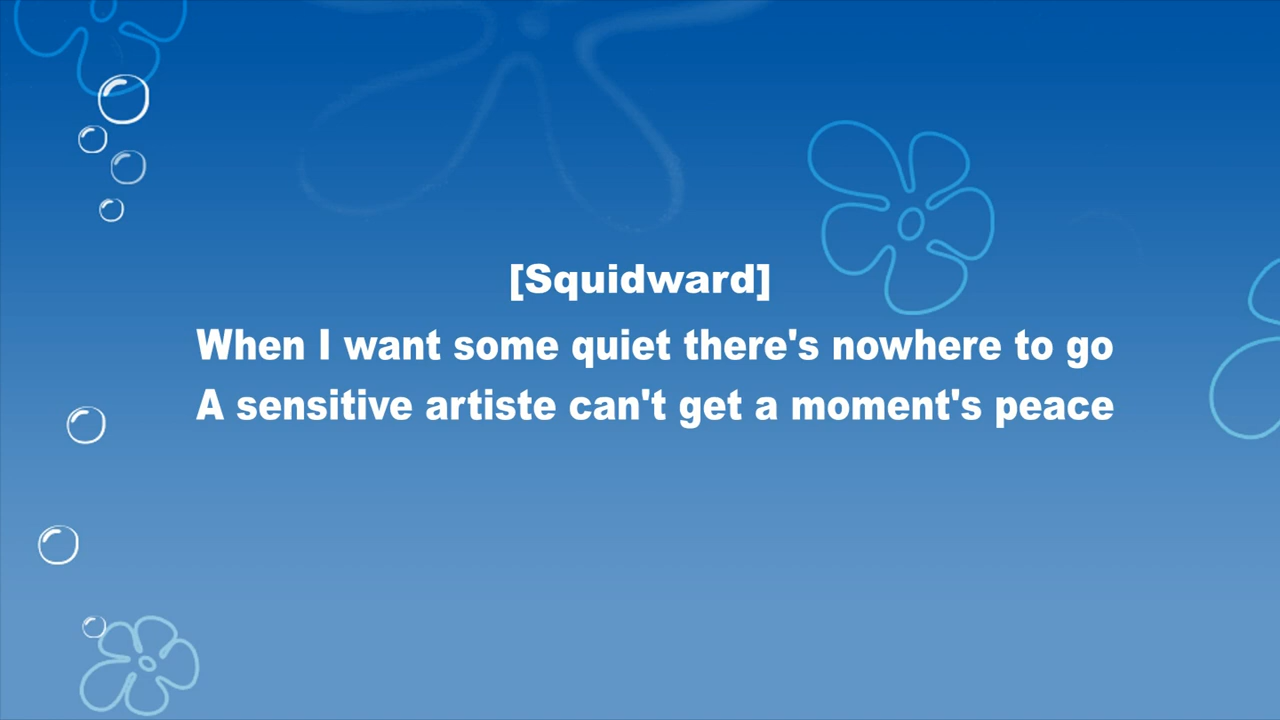 [Squidward]
When I want some quiet there's nowhere to go
A sensitive artiste can't get a moment's peace